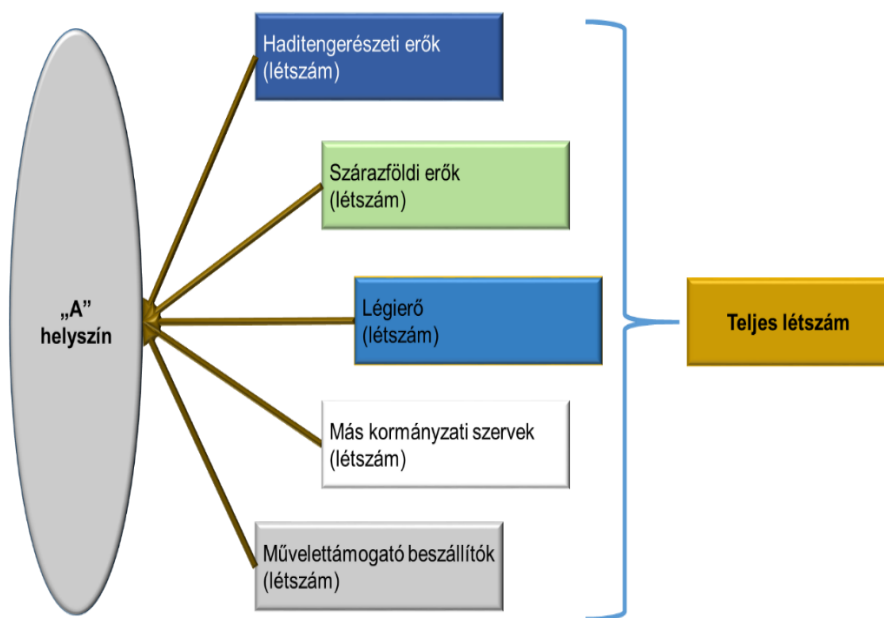 Haditengerészeti erők
(létszám)
Szárazföldi erők
(létszám)
„A”
helyszín
Légierő
(létszám)
Teljes létszám
Más kormányzati szervek
(létszám)
Művelettámogató beszállítók
(létszám)